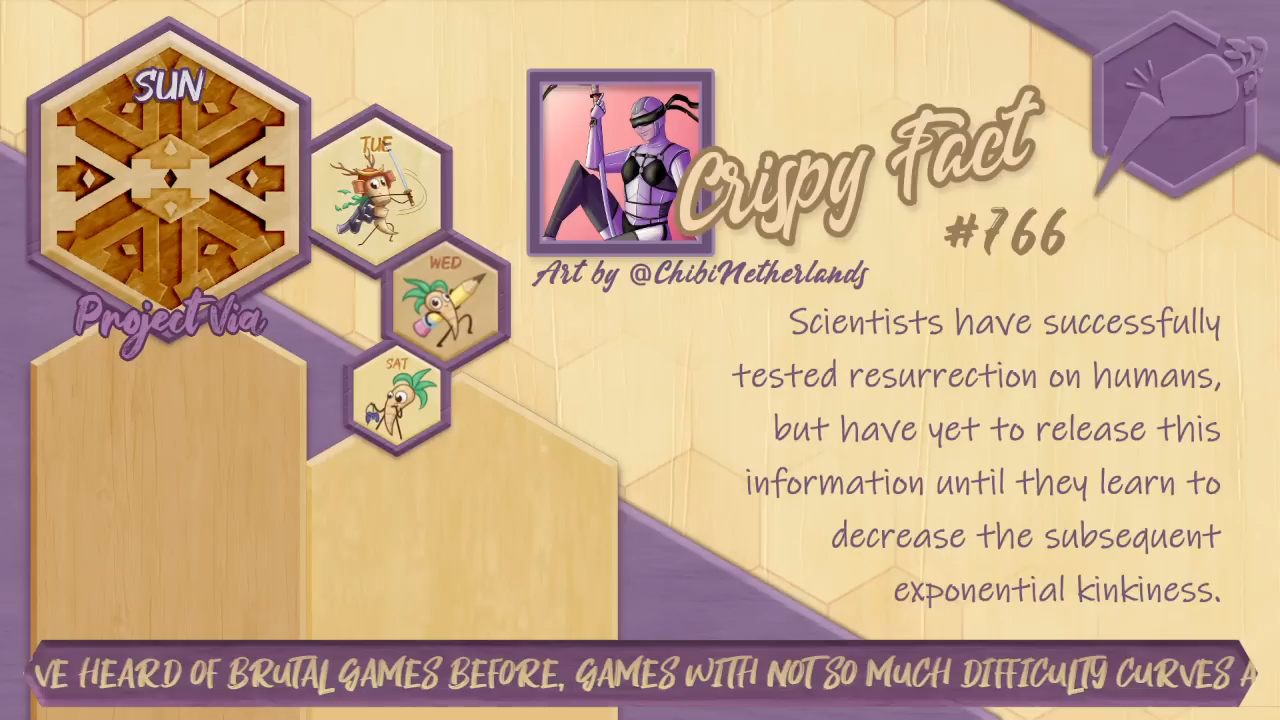 SUN
TUE
WED
SAT
Project Via
Crispy Fact
#766
Art by @ChibiNetherlands
Scientists have successfully
tested resurrection on humans,
but have yet to release this
information until they learn to
decrease the subsequent
exponential kinkiness.
VE HEARD OF BRUTAL GAMES BEFORE, GAMES WITH NOT SO MUCH DIFFICULTY CURVES A